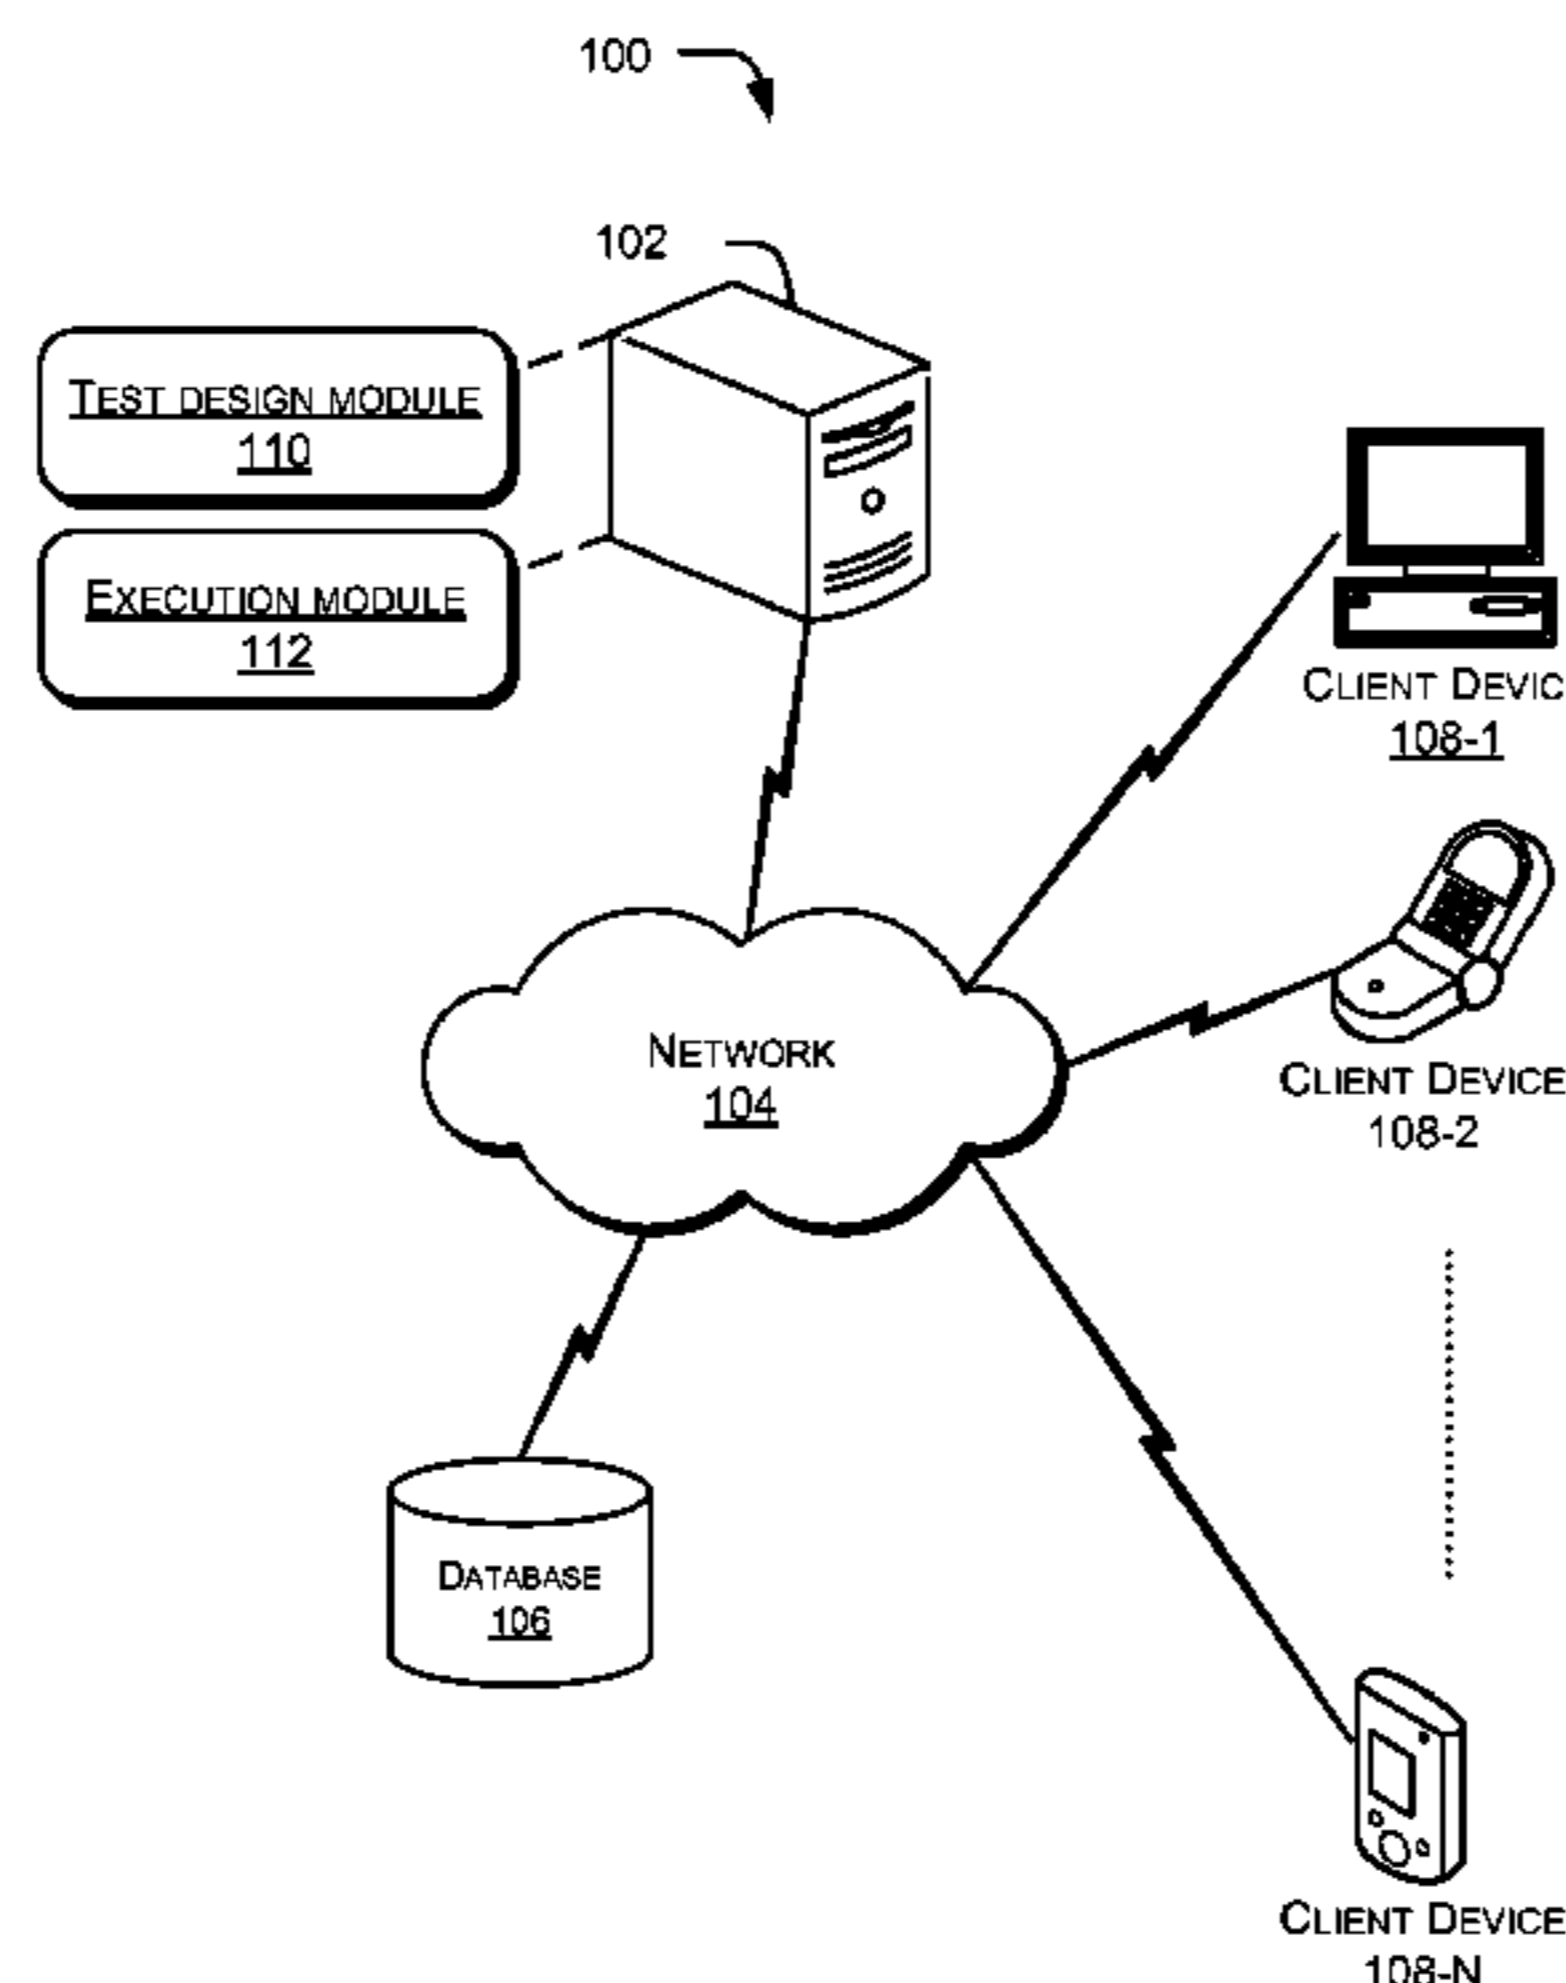 100
102
TEST DESIGN MODULE
110
EXECUTION MODULE
112
CLIENT DEVIC
108-1
CLIENT DEVICE
108-2
NETWORK
104
DATABASE
106
CLIENT DEVICE
108-N